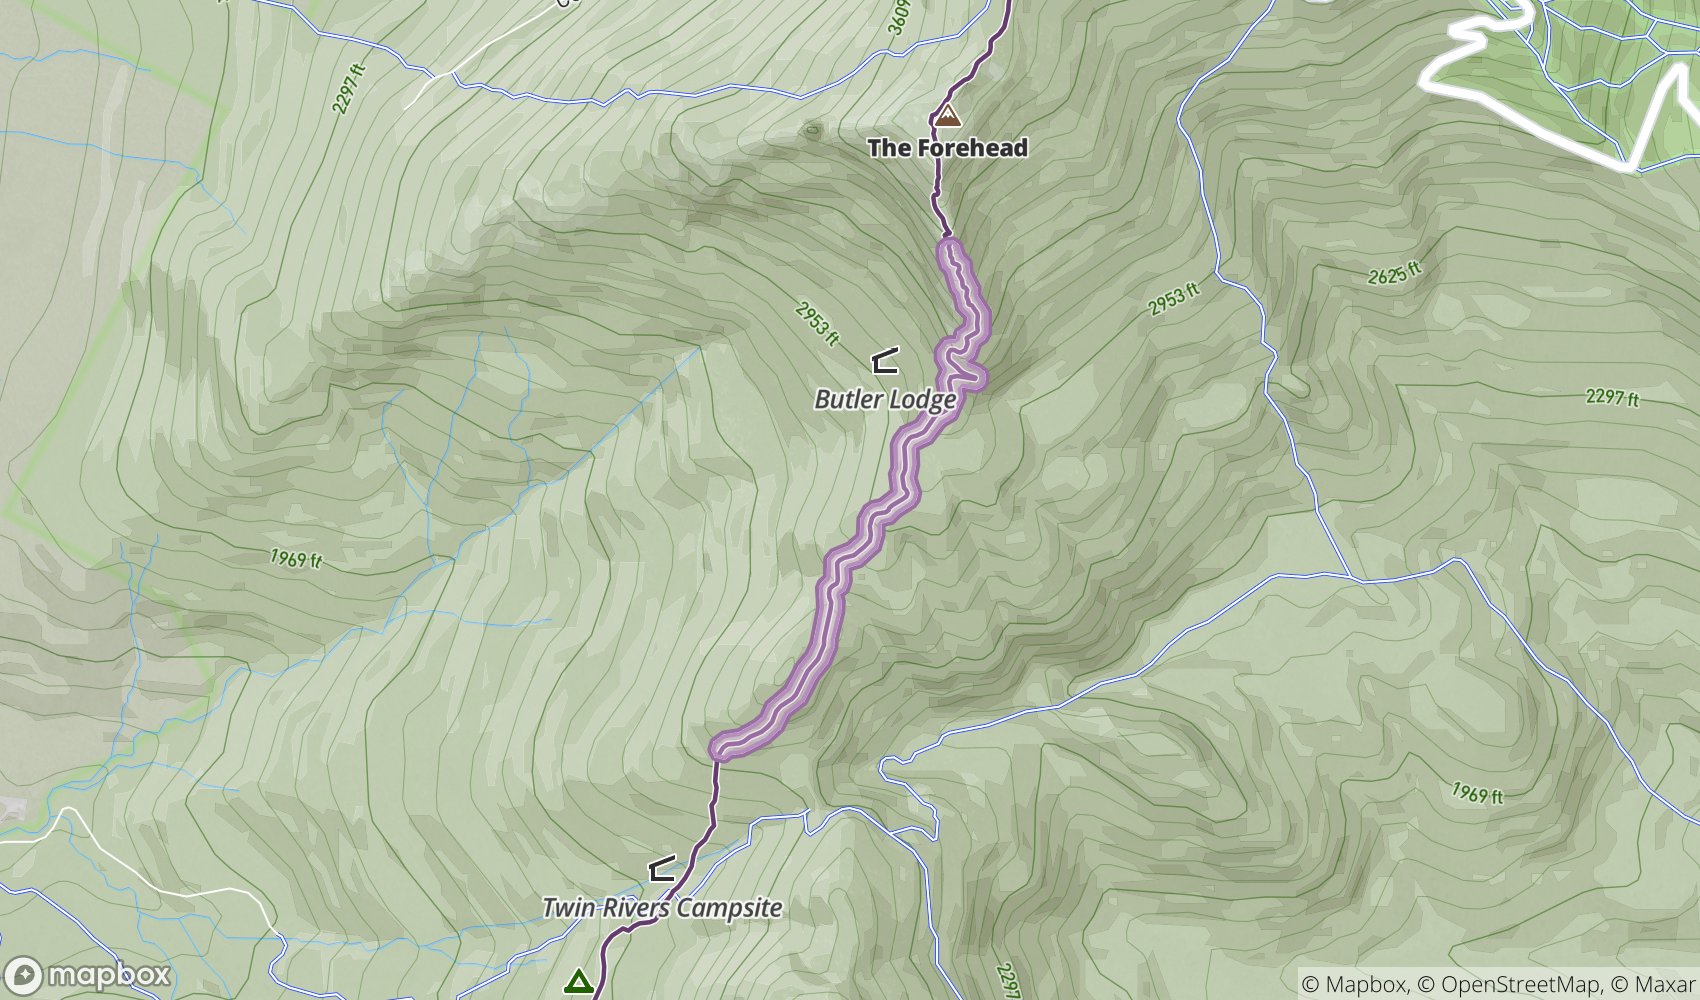 3609
2297 ft
The Forehead
2625 ft
2953 ft
2953 ft
Butler Lodge
2297 ft
1969 ft
1969 ft
Twin Rivers Campsite
2297
mapbox
© Mapbox, © OpenStreetMap, © Maxar